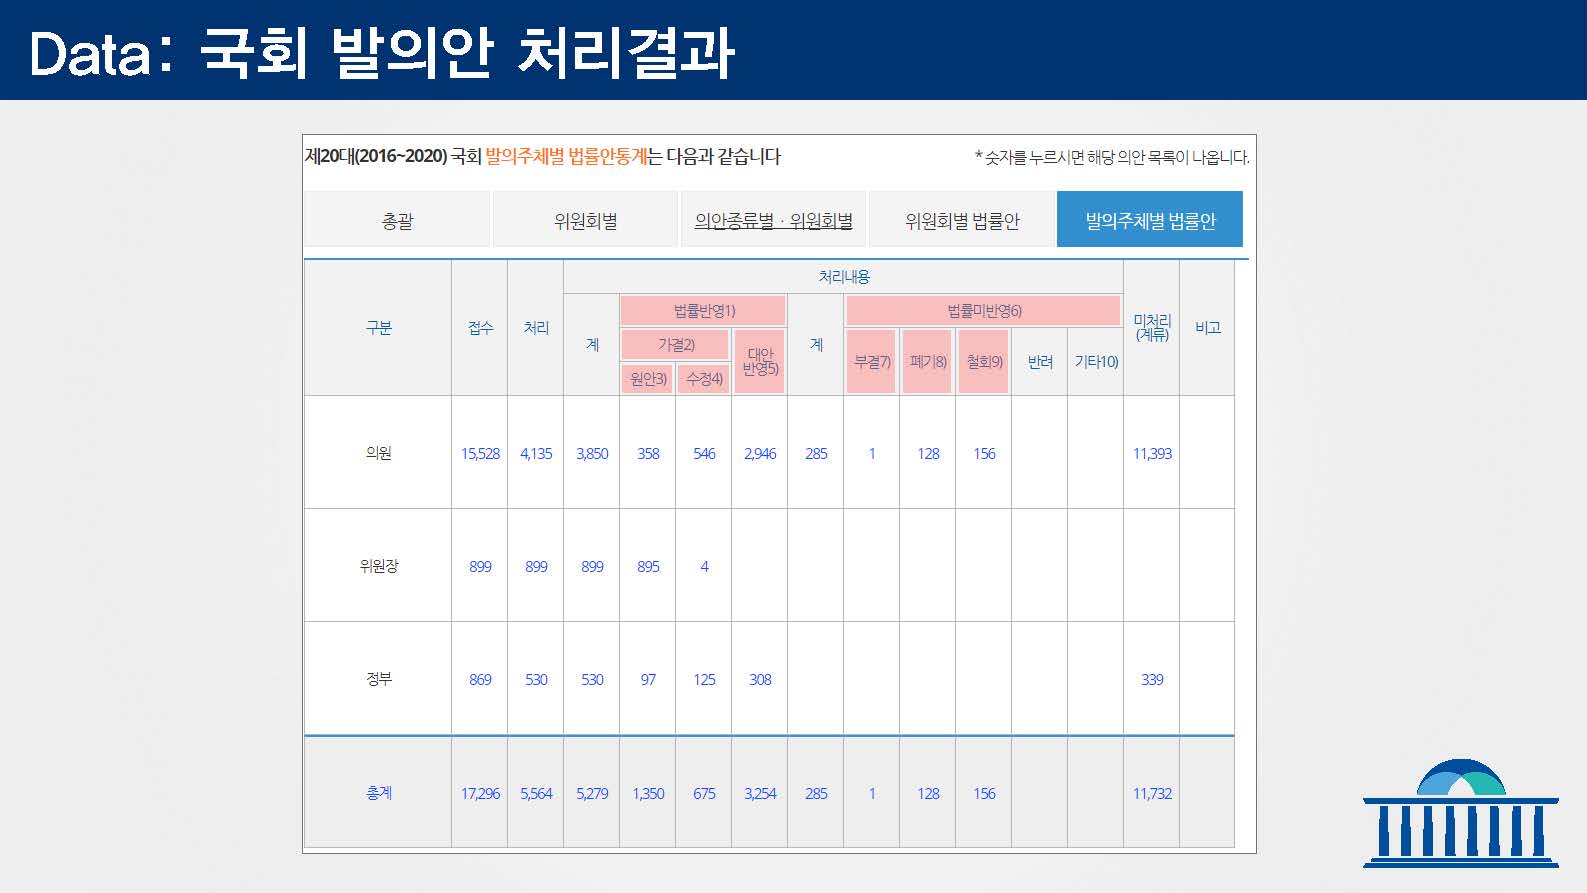 Data: 국회 발의안 처리결과
제20대(2016~2020) 국회 발의주체별 법률안통계는 다음과 같습니다
* 숫자를 누르시면 해당 의안 목록이 나옵니다.
총괄 위원회별 의안종류별 · 위원회별 위원회별 법률안 발의주체별 법률안
구분 접수 처리 처리내용 미처리 비고
(계류)
계 법률반영1) 계 법률미반영6)
가결2) 대안 부결7) 폐기8) 철회9) 반려 기타10)
반영5)
원안3) 수정4)
의원 15,528 4,135 3,850 358 546 2,946 285 1 128 156 11,393
위원장 899 899 899 895 4
정부 869 530 530 97 125 308 339
총계 17,296 5,564 5,279 1,350 675 3,254 285 1 128 156 11,732